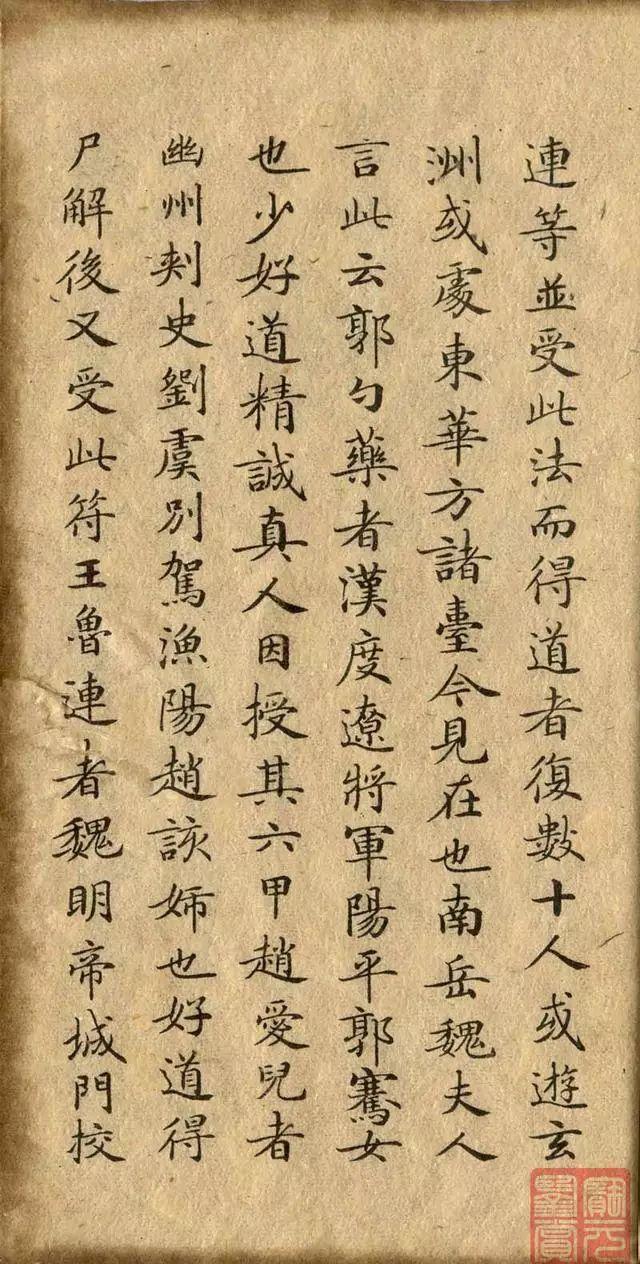 連等並受此法而得道者復數十人或遊玄
洲或處東華方諸臺今見在也南岳魏夫人
言此云郭勺藥者漢度遼將軍陽平郭騫女
也少好道精誠真人因授其六甲趙愛兒者
幽州刾史劉虞別駕漁陽趙該姉也好道得
尸解後又受此符王魯連者魏明帝城門校